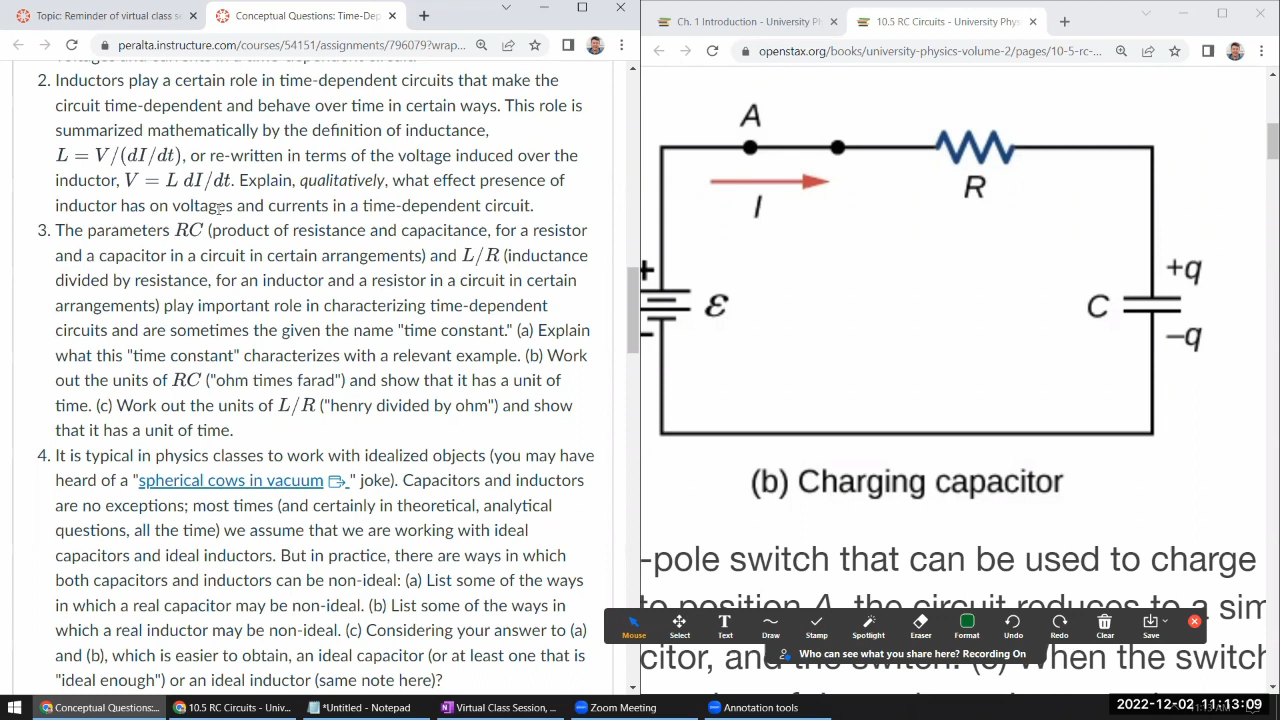 Topic: Reminder of virtual class se
Conceptual Questions: Time-Dep
peralta.instructure.com/courses/54151/assignments/796079?wrap...
2. Inductors play a certain role in time-dependent circuits that make the
circuit time-dependent and behave over time in certain ways. This role is
summarized mathematically by the definition of inductance,
L = V/(dI/dt), or re-written in terms of the voltage induced over the
inductor, V = L dI/dt. Explain, qualitatively, what effect presence of
inductor has on voltages and currents in a time-dependent circuit.
3. The parameters RC (product of resistance and capacitance, for a resistor
and a capacitor in a circuit in certain arrangements) and L/R (inductance
divided by resistance, for an inductor and a resistor in a circuit in certain
arrangements) play important role in characterizing time-dependent
circuits and are sometimes the given the name "time constant." (a) Explain
what this "time constant" characterizes with a relevant example. (b) Work
out the units of RC ("ohm times farad") and show that it has a unit of
time. (c) Work out the units of L/R ("henry divided by ohm") and show
that it has a unit of time.
4. It is typical in physics classes to work with idealized objects (you may have
heard of a "spherical cows in vacuum " joke). Capacitors and inductors
are no exceptions; most times (and certainly in theoretical, analytical
questions, all the time) we assume that we are working with ideal
capacitors and ideal inductors. But in practice, there are ways in which
both capacitors and inductors can be non-ideal: (a) List some of the ways
in which a real capacitor may be non-ideal. (b) List some of the ways in
which a real inductor may be non-ideal. (c) Considering your answer to (a)
and (b), which is easier to obtain, an ideal capacitor (or at least one that is
"ideal enough") or an ideal inductor (same note here)?
Ch. 1 Introduction - University Ph
10.5 RC Circuits - University Phys
openstax.org/books/university-physics-volume-2/pages/10-5-rc-...
A
I
R
+
ε
-
C
+q
–q
(b) Charging capacitor
-pole switch that can be used to charge
to position A, the circuit reduces to a sim
citor, and the switch. (c) When the switch
Mouse
Select
Text
Draw
Stamp
Spotlight
Eraser
Format
Undo
Redo
Clear
Save
Who can see what you share here? Recording On
Conceptual Questions:...
10.5 RC Circuits - Univ...
*Untitled - Notepad
Virtual Class Session, ...
Zoom Meeting
Annotation tools
2022-12-02 11:13:09